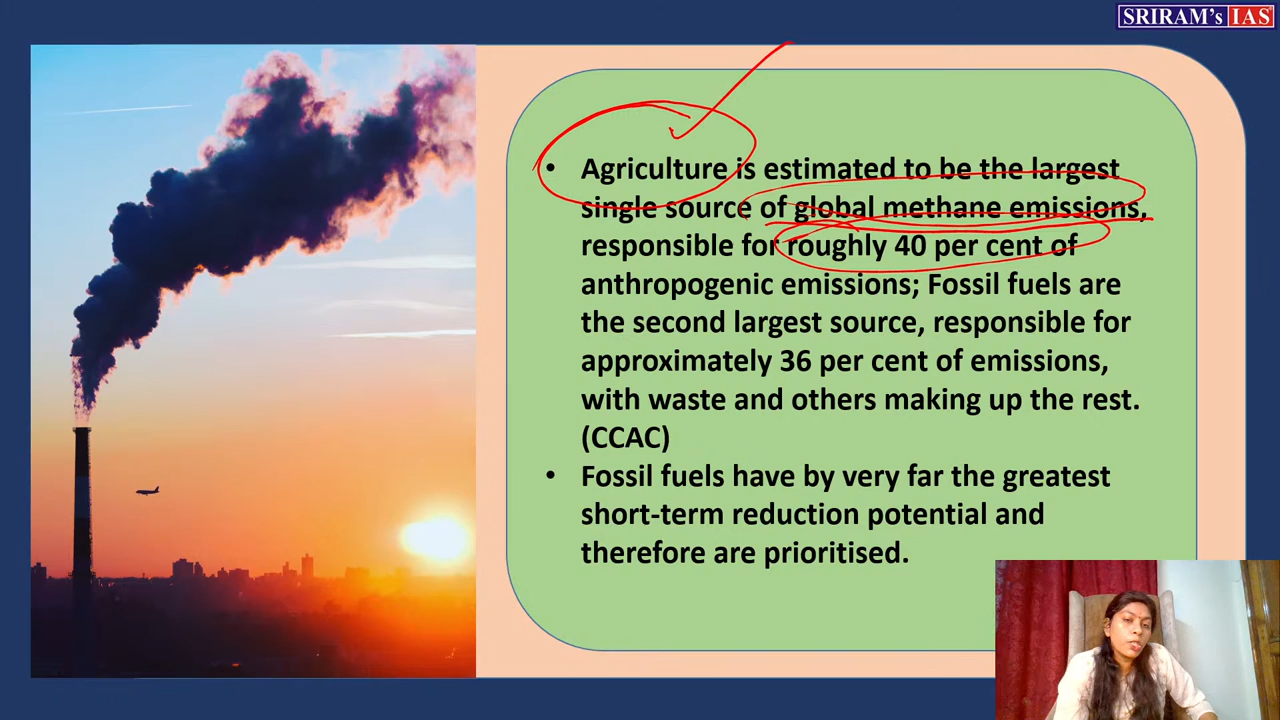 SRIRAM's IAS
• Agriculture is estimated to be the largest
single source of global methane emissions,
responsible for roughly 40 per cent of
anthropogenic emissions; Fossil fuels are
the second largest source, responsible for
approximately 36 per cent of emissions,
with waste and others making up the rest.
(CCAC)
• Fossil fuels have by very far the greatest
short-term reduction potential and
therefore are prioritised.